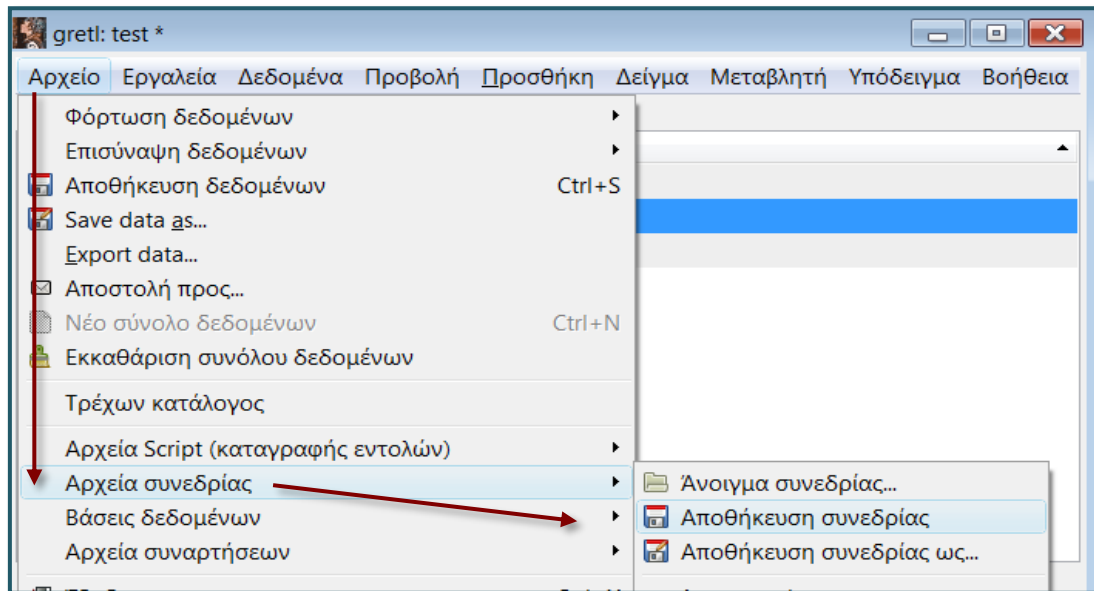 gretl: test *
Αρχείο Εργαλεία Δεδομένα Προβολή Προσθήκη Δείγμα Μεταβλητή Υπόδειγμα Βοήθεια
Φόρτωση δεδομένων
Επισύναψη δεδομένων
Αποθήκευση δεδομένων Ctrl+S
Save data as...
Export data...
Αποστολή προς...
Νέο σύνολο δεδομένων Ctrl+N
Εκκαθάριση συνόλου δεδομένων
Τρέχων κατάλογος
Αρχεία Script (καταγραφής εντολών)
Αρχεία συνεδρίας
Άνοιγμα συνεδρίας...
Βάσεις δεδομένων
Αποθήκευση συνεδρίας
Αρχεία συναρτήσεων
Αποθήκευση συνεδρίας ως...